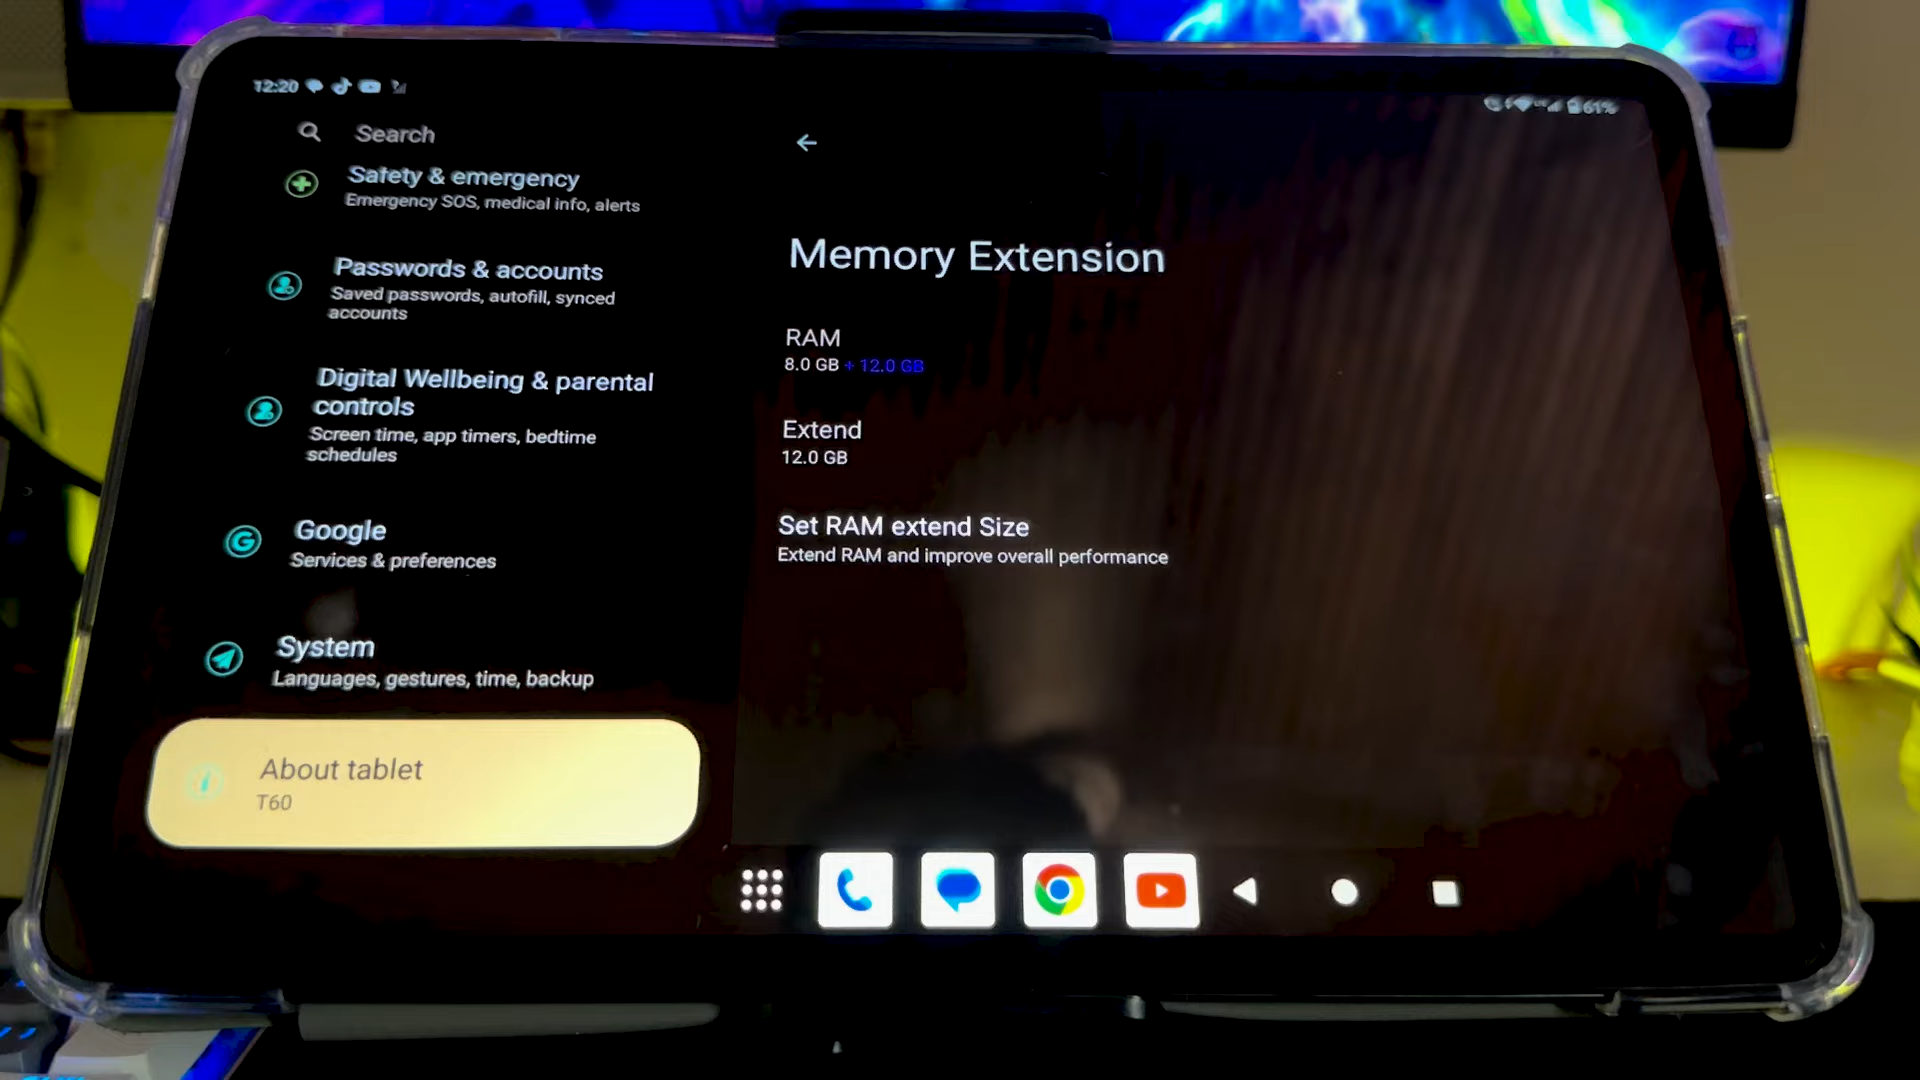 12:20
61%
Search
Safety & emergency
Emergency SOS, medical info, alerts
Passwords & accounts
Saved passwords, autofill, synced
accounts
Digital Wellbeing & parental
controls
Screen time, app timers, bedtime
schedules
Google
Services & preferences
System
Languages, gestures, time, backup
About tablet
T60
Memory Extension
RAM
8.0 GB + 12.0 GB
Extend
12.0 GB
Set RAM extend Size
Extend RAM and improve overall performance